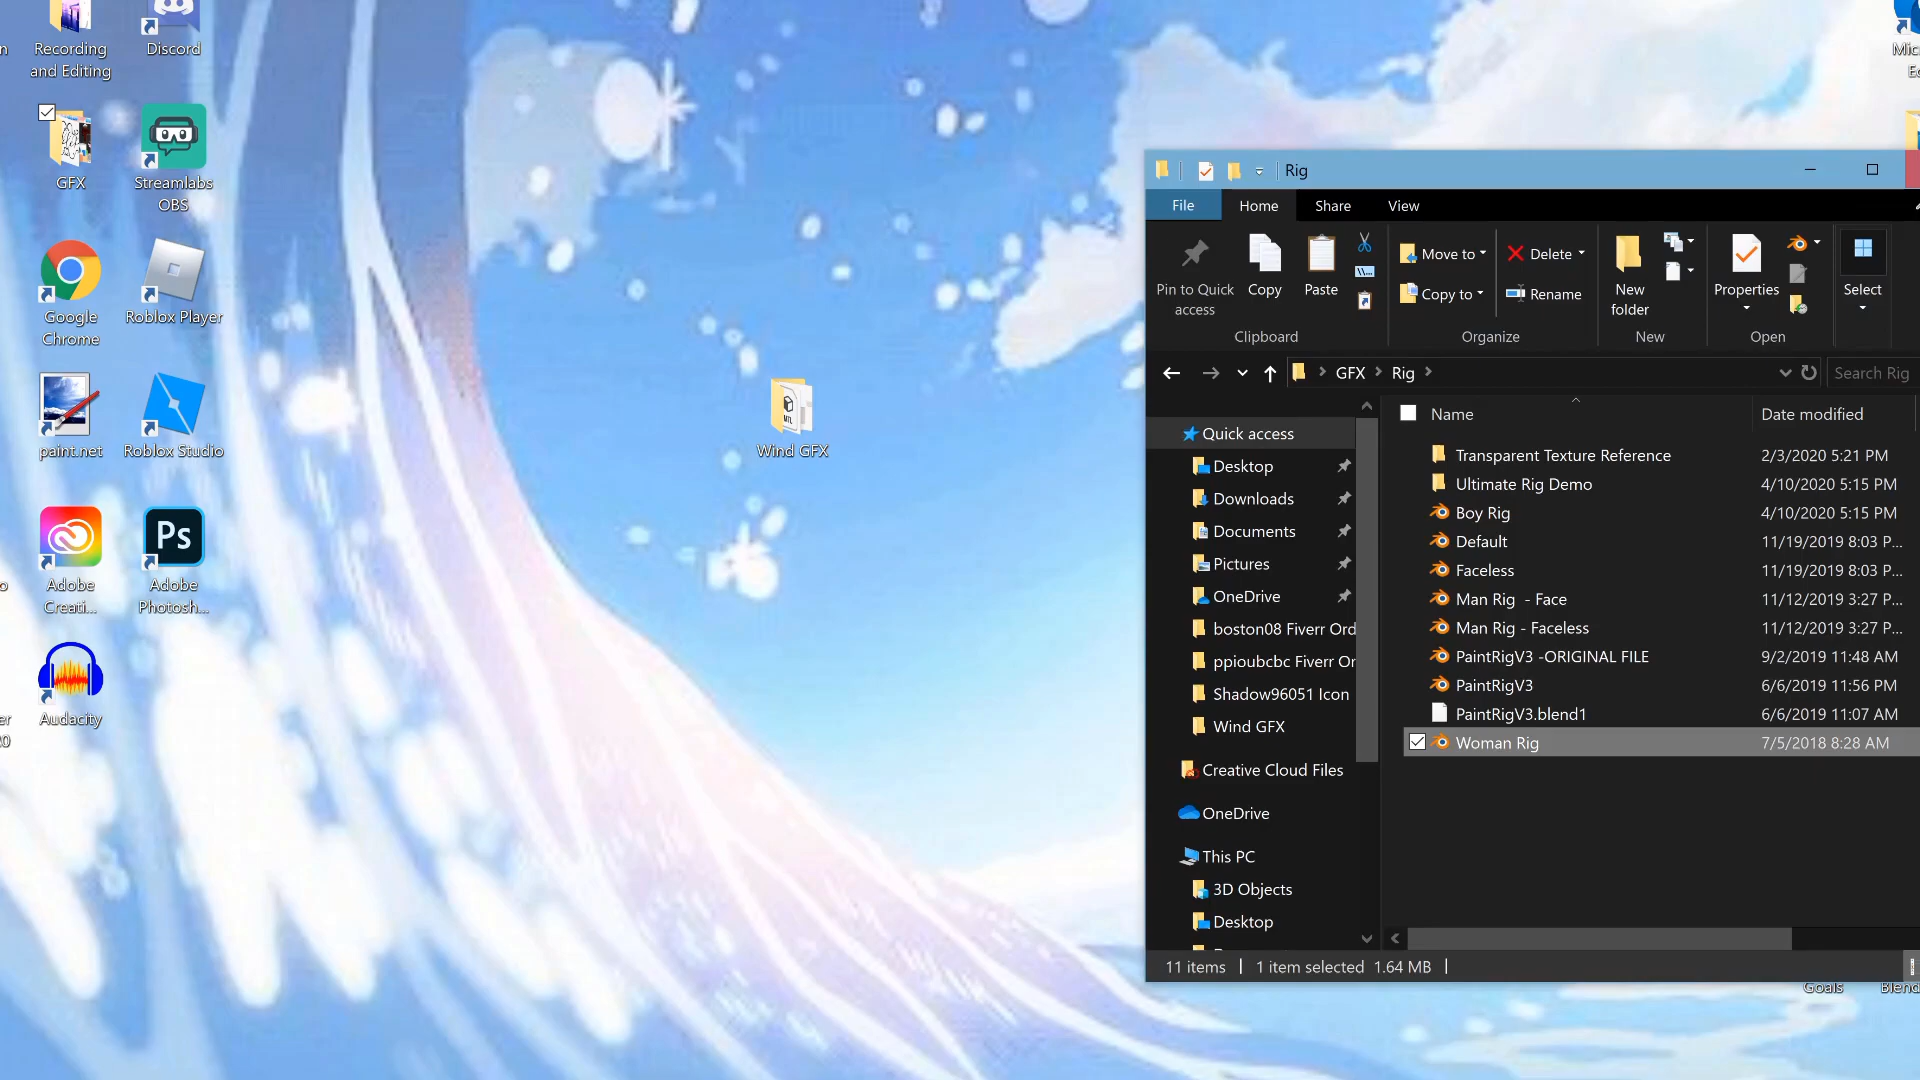 Recording
and Editing
Discord
GFX
Streamlabs
OBS
Google
Chrome
Roblox Player
paint.net
Roblox Studio
Adobe
Creati...
Ps
Adobe
Photosh...
Audacity
MTL
Wind GFX
Rig
File
Home
Share
View
Pin to Quick
access
Copy
Paste
Clipboard
Move to
Copy to
Delete
Rename
Organize
New
folder
New
Properties
Open
Select
GFX
Rig
Search Rig
Name
Date modified
Quick access
Desktop
Downloads
Documents
Pictures
OneDrive
boston08 Fiverr Ord
ppioubcbc Fiverr Or
Shadow96051 Icon
Wind GFX
Creative Cloud Files
OneDrive
This PC
3D Objects
Desktop
Transparent Texture Reference 2/3/2020 5:21 PM
Ultimate Rig Demo 4/10/2020 5:15 PM
Boy Rig 4/10/2020 5:15 PM
Default 11/19/2019 8:03 P...
Faceless 11/19/2019 8:03 P...
Man Rig  - Face 11/12/2019 3:27 P...
Man Rig - Faceless 11/12/2019 3:27 P...
PaintRigV3 -ORIGINAL FILE 9/2/2019 11:48 AM
PaintRigV3 6/6/2019 11:56 PM
PaintRigV3.blend1 6/6/2019 11:07 AM
Woman Rig 7/5/2018 8:28 AM
11 items 1 item selected 1.64 MB
Goals
Blend